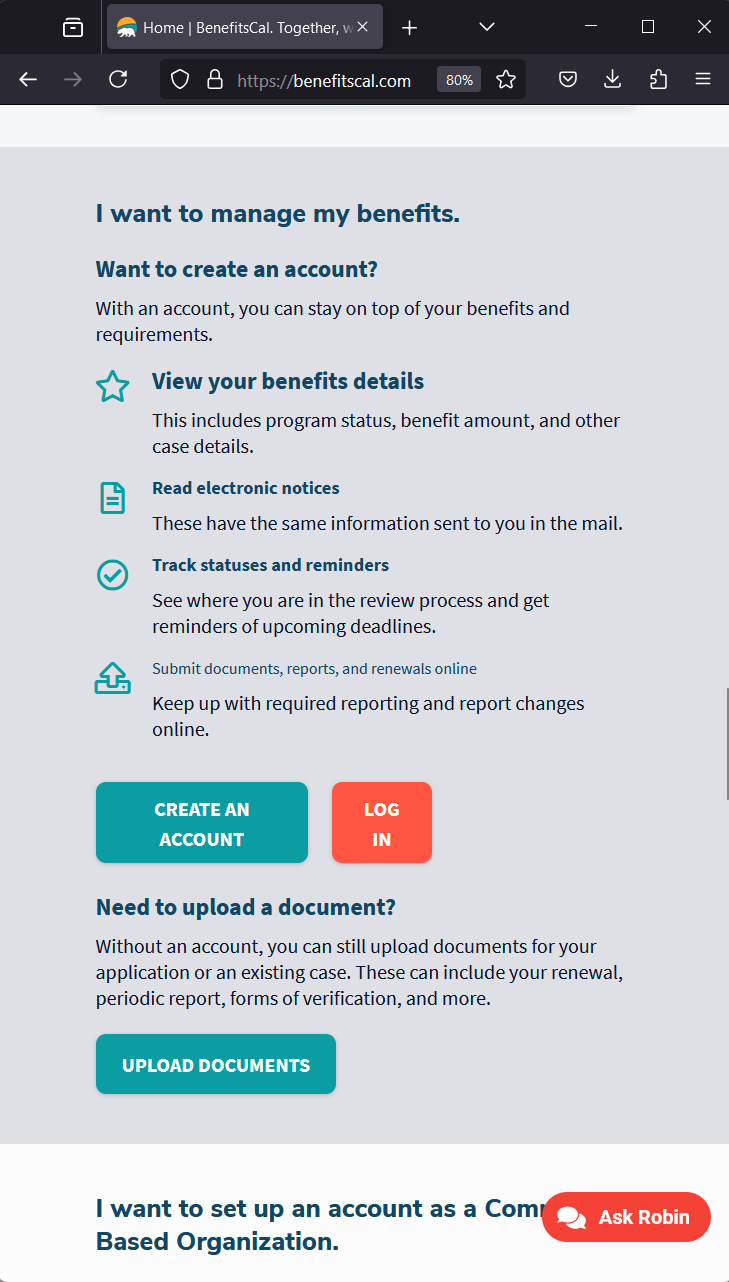 Home | BenefitsCal. Together, w
https://benefitscal.com
80%
I want to manage my benefits.
Want to create an account?
With an account, you can stay on top of your benefits and
requirements.
View your benefits details
This includes program status, benefit amount, and other
case details.
Read electronic notices
These have the same information sent to you in the mail.
Track statuses and reminders
See where you are in the review process and get
reminders of upcoming deadlines.
Submit documents, reports, and renewals online
Keep up with required reporting and report changes
online.
CREATE AN
ACCOUNT
LOG
IN
Need to upload a document?
Without an account, you can still upload documents for your
application or an existing case. These can include your renewal,
periodic report, forms of verification, and more.
UPLOAD DOCUMENTS
I want to set up an account as a Com
Based Organization.
Ask Robin